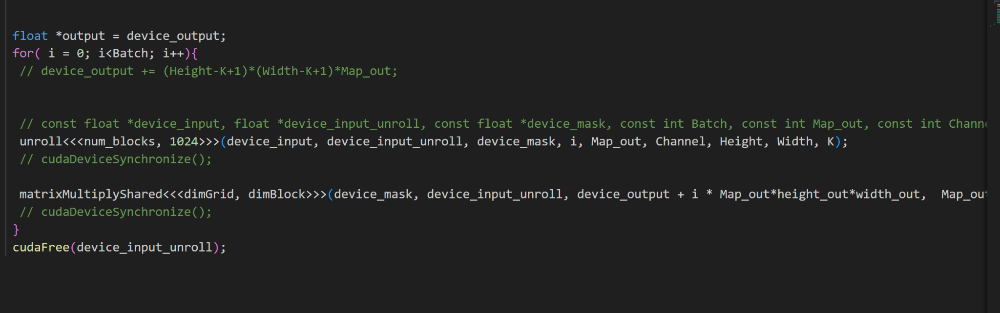 float *output = device_output;
for( i = 0; i<Batch; i++){
// device_output += (Height-K+1)*(Width-K+1)*Map_out;
// const float *device_input, float *device_input_unroll, const float *device_mask, const int Batch, const int Map_out, const int Channe
unroll<<<num_blocks, 1024>>>(device_input, device_input_unroll, device_mask, i, Map_out, Channel, Height, Width, K);
// cudaDeviceSynchronize();
matrixMultiplyShared<<<dimGrid, dimBlock>>>(device_mask, device_input_unroll, device_output + i * Map_out*height_out*width_out,  Map_out
// cudaDeviceSynchronize();
}
cudaFree(device_input_unroll);